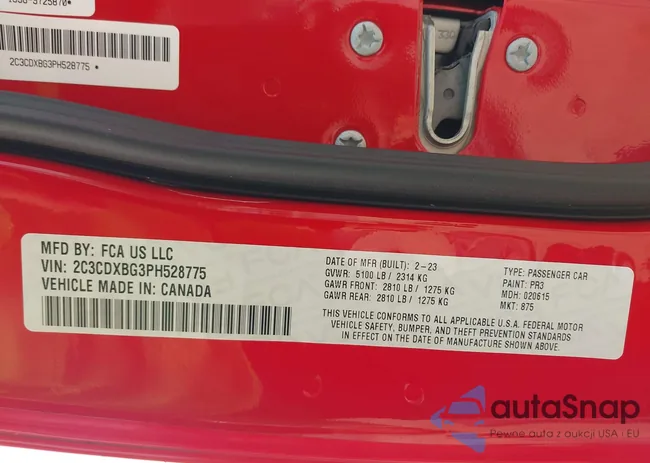 2C3CDXBG3PH528775 *
330
MFD BY: FCA US LLC
VIN: 2C3CDXBG3PH528775
VEHICLE MADE IN: CANADA
DATE OF MFR (BUILT): 2-23
GVWR: 5100 LB / 2314 KG
GAWR FRONT: 2810 LB / 1275 KG
GAWR REAR: 2810 LB / 1275 KG
TYPE: PASSENGER CAR
PAINT: PR3
MDH: 020615
MKT: 875
THIS VEHICLE CONFORMS TO ALL APPLICABLE U.S.A. FEDERAL MOTOR
VEHICLE SAFETY, BUMPER, AND THEFT PREVENTION STANDARDS
IN EFFECT ON THE DATE OF MANUFACTURE SHOWN ABOVE.
autaSnap
Pewne auta z aukcji USA i EU